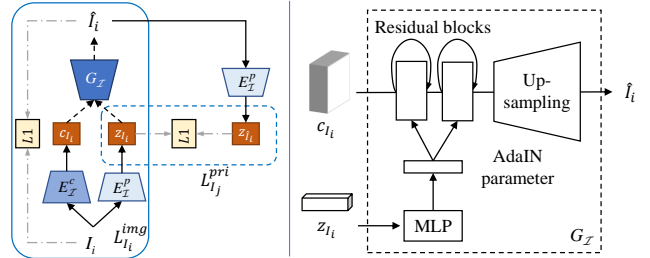 Î_i
G_𝓘
E^p_𝓘
L1
c_{I_i}
z_{I_i}
L1
z_{Î_i}
L^{pri}_{I_j}
E^c_𝓘
E^p_𝓘
I_i
L^{img}_{I_i}
Residual blocks
c_{I_i}
Up-
sampling
Î_i
AdaIN
parameter
z_{I_i}
MLP
G_𝓘